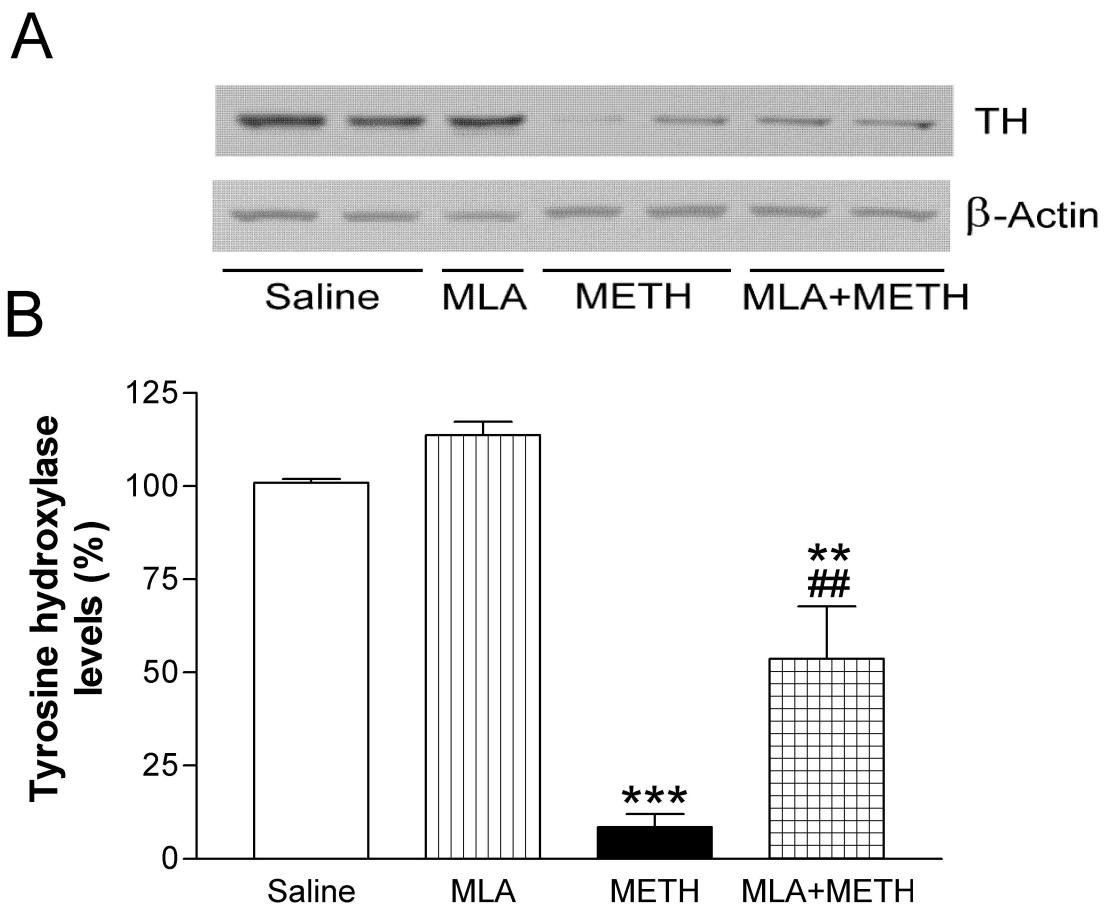 A
TH
β-Actin
Saline MLA METH MLA+METH
B
Tyrosine hydroxylase
levels (%)
125
100
75
50
25
0
**
##
***
Saline MLA METH MLA+METH